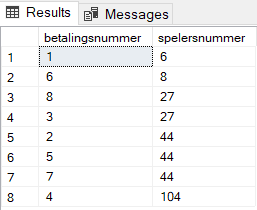 Results Messages
betalingsnummer spelersnummer
1 1 6
2 6 8
3 8 27
4 3 27
5 2 44
6 5 44
7 7 44
8 4 104